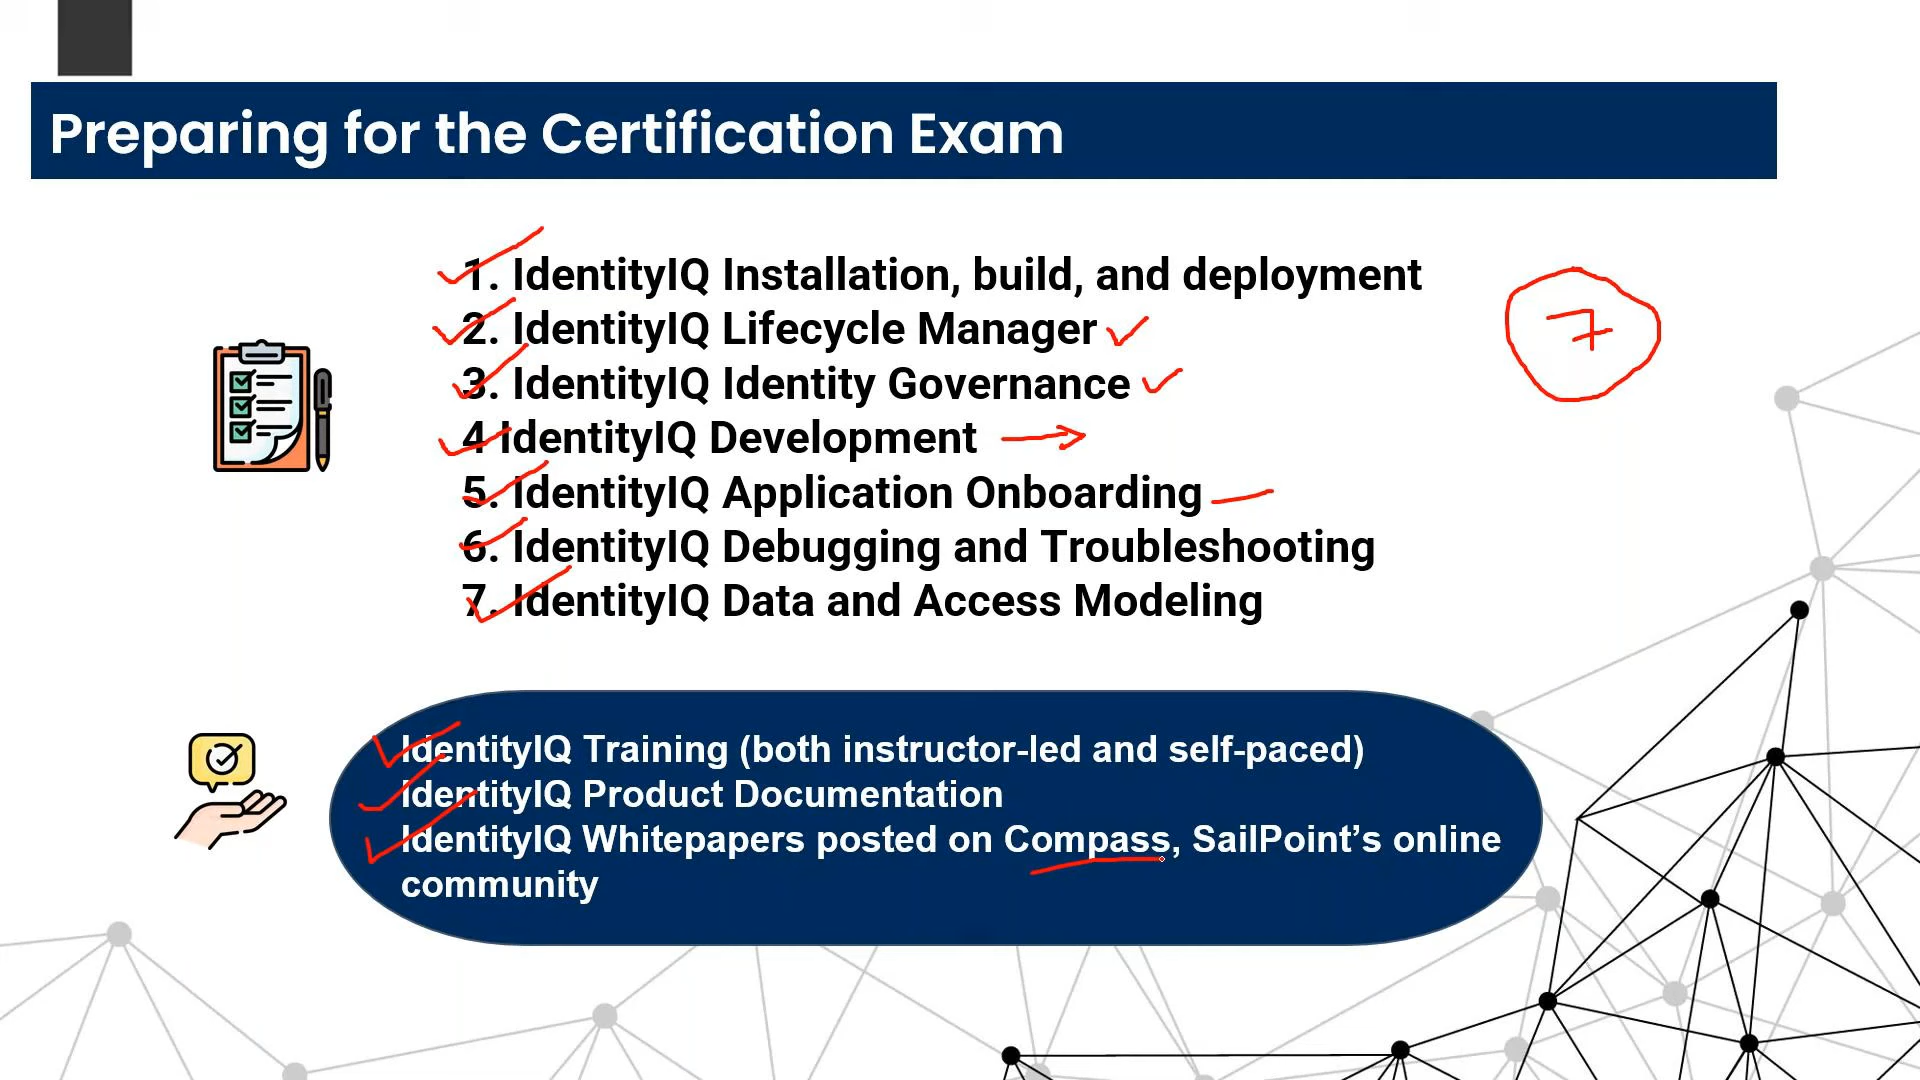 Preparing for the Certification Exam
1. IdentityIQ Installation, build, and deployment
2. IdentityIQ Lifecycle Manager
3. IdentityIQ Identity Governance
4 IdentityIQ Development
5. IdentityIQ Application Onboarding
6. IdentityIQ Debugging and Troubleshooting
7. IdentityIQ Data and Access Modeling
7
IdentityIQ Training (both instructor-led and self-paced)
IdentityIQ Product Documentation
IdentityIQ Whitepapers posted on Compass, SailPoint’s online
community